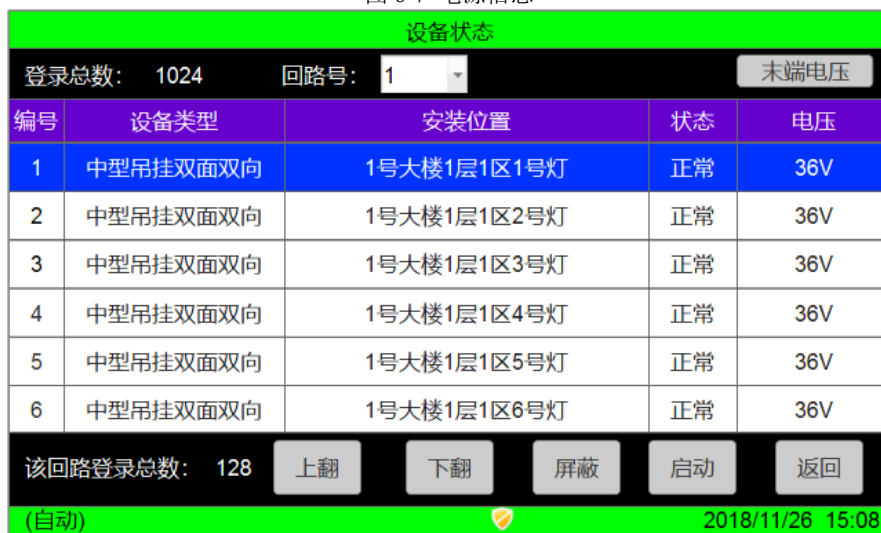 设备状态
登录总数： 1024 回路号： 1 末端电压
编号 设备类型 安装位置 状态 电压
1 中型吊挂双面双向 1号大楼1层1区1号灯 正常 36V
2 中型吊挂双面双向 1号大楼1层1区2号灯 正常 36V
3 中型吊挂双面双向 1号大楼1层1区3号灯 正常 36V
4 中型吊挂双面双向 1号大楼1层1区4号灯 正常 36V
5 中型吊挂双面双向 1号大楼1层1区5号灯 正常 36V
6 中型吊挂双面双向 1号大楼1层1区6号灯 正常 36V
该回路登录总数： 128 上翻 下翻 屏蔽 启动 返回
(自动) 2018/11/26 15:08